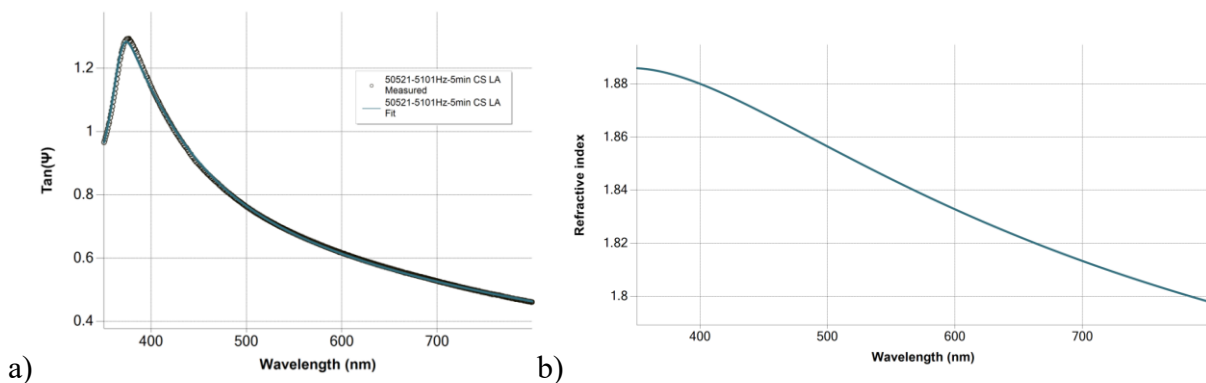 1.2
1
0.8
0.6
0.4
Tan(Ψ)
50521-5101Hz-5min CS LA
Measured
50521-5101Hz-5min CS LA
Fit
400
500
600
700
Wavelength (nm)
a)
1.88
1.86
1.84
1.82
1.8
Refractive index
400
500
600
700
Wavelength (nm)
b)